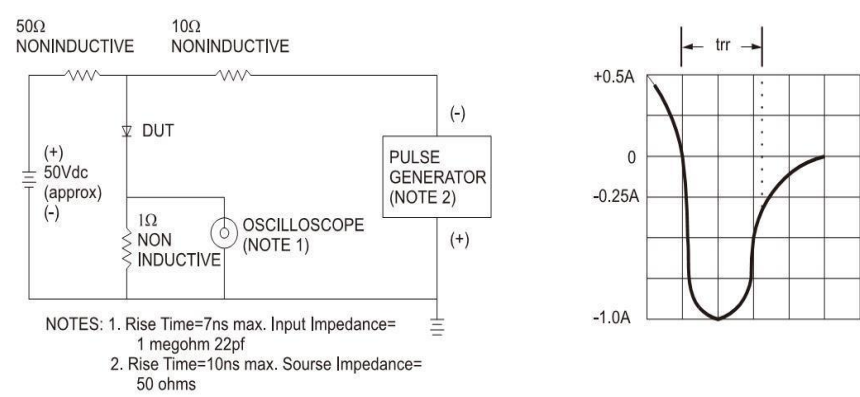 50Ω
NONINDUCTIVE
10Ω
NONINDUCTIVE
DUT
(+)
50Vdc
(approx)
(-)
1Ω
NON
INDUCTIVE
OSCILLOSCOPE
(NOTE 1)
(-)
PULSE
GENERATOR
(NOTE 2)
(+)
NOTES: 1. Rise Time=7ns max. Input Impedance=
1 megohm 22pf
2. Rise Time=10ns max. Sourse Impedance=
50 ohms
trr
+0.5A
0
-0.25A
-1.0A